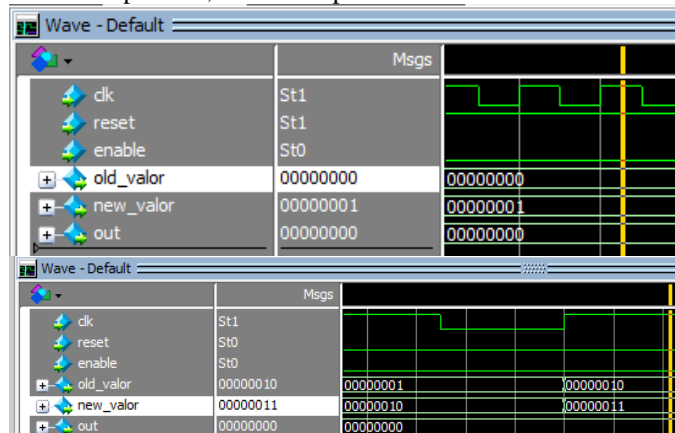 Wave - Default
Msgs
clk St1
reset St1
enable St0
old_valor 00000000 00000000
new_valor 00000001 00000001
out 00000000 00000000
Wave - Default
Msgs
clk St1
reset St0
enable St0
old_valor 00000010 00000001 00000010
new_valor 00000011 00000010 00000011
out 00000000 00000000